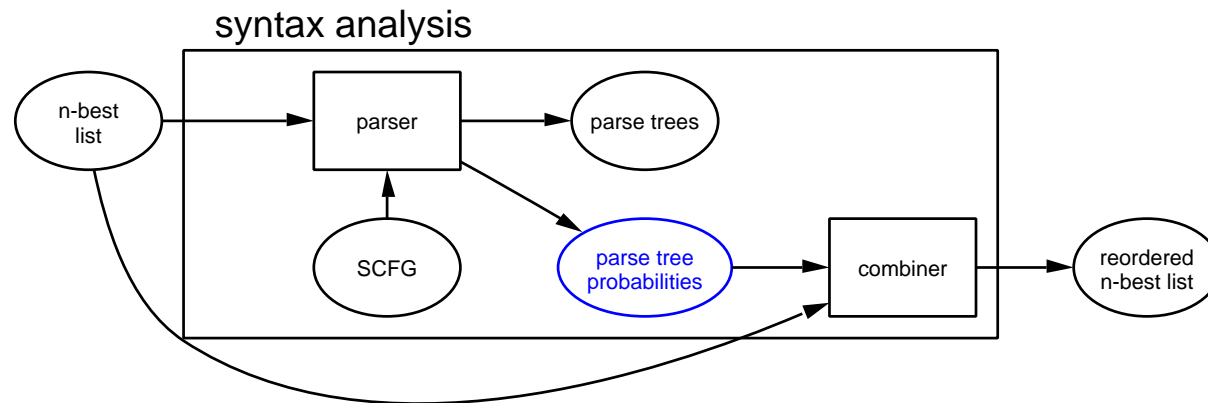 syntax analysis
n-best
list
parser
parse trees
SCFG
parse tree
probabilities
combiner
reordered
n-best list